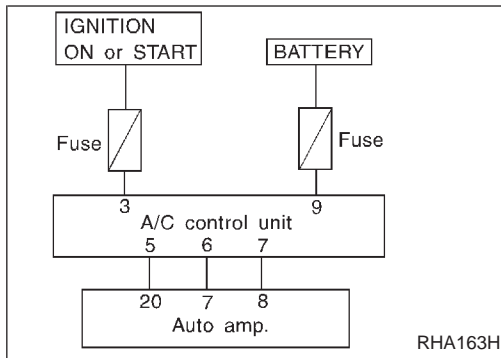 IGNITION
ON or START
BATTERY
Fuse
Fuse
3 9
A/C control unit
5 6 7
20 7 8
Auto amp.
RHA163H